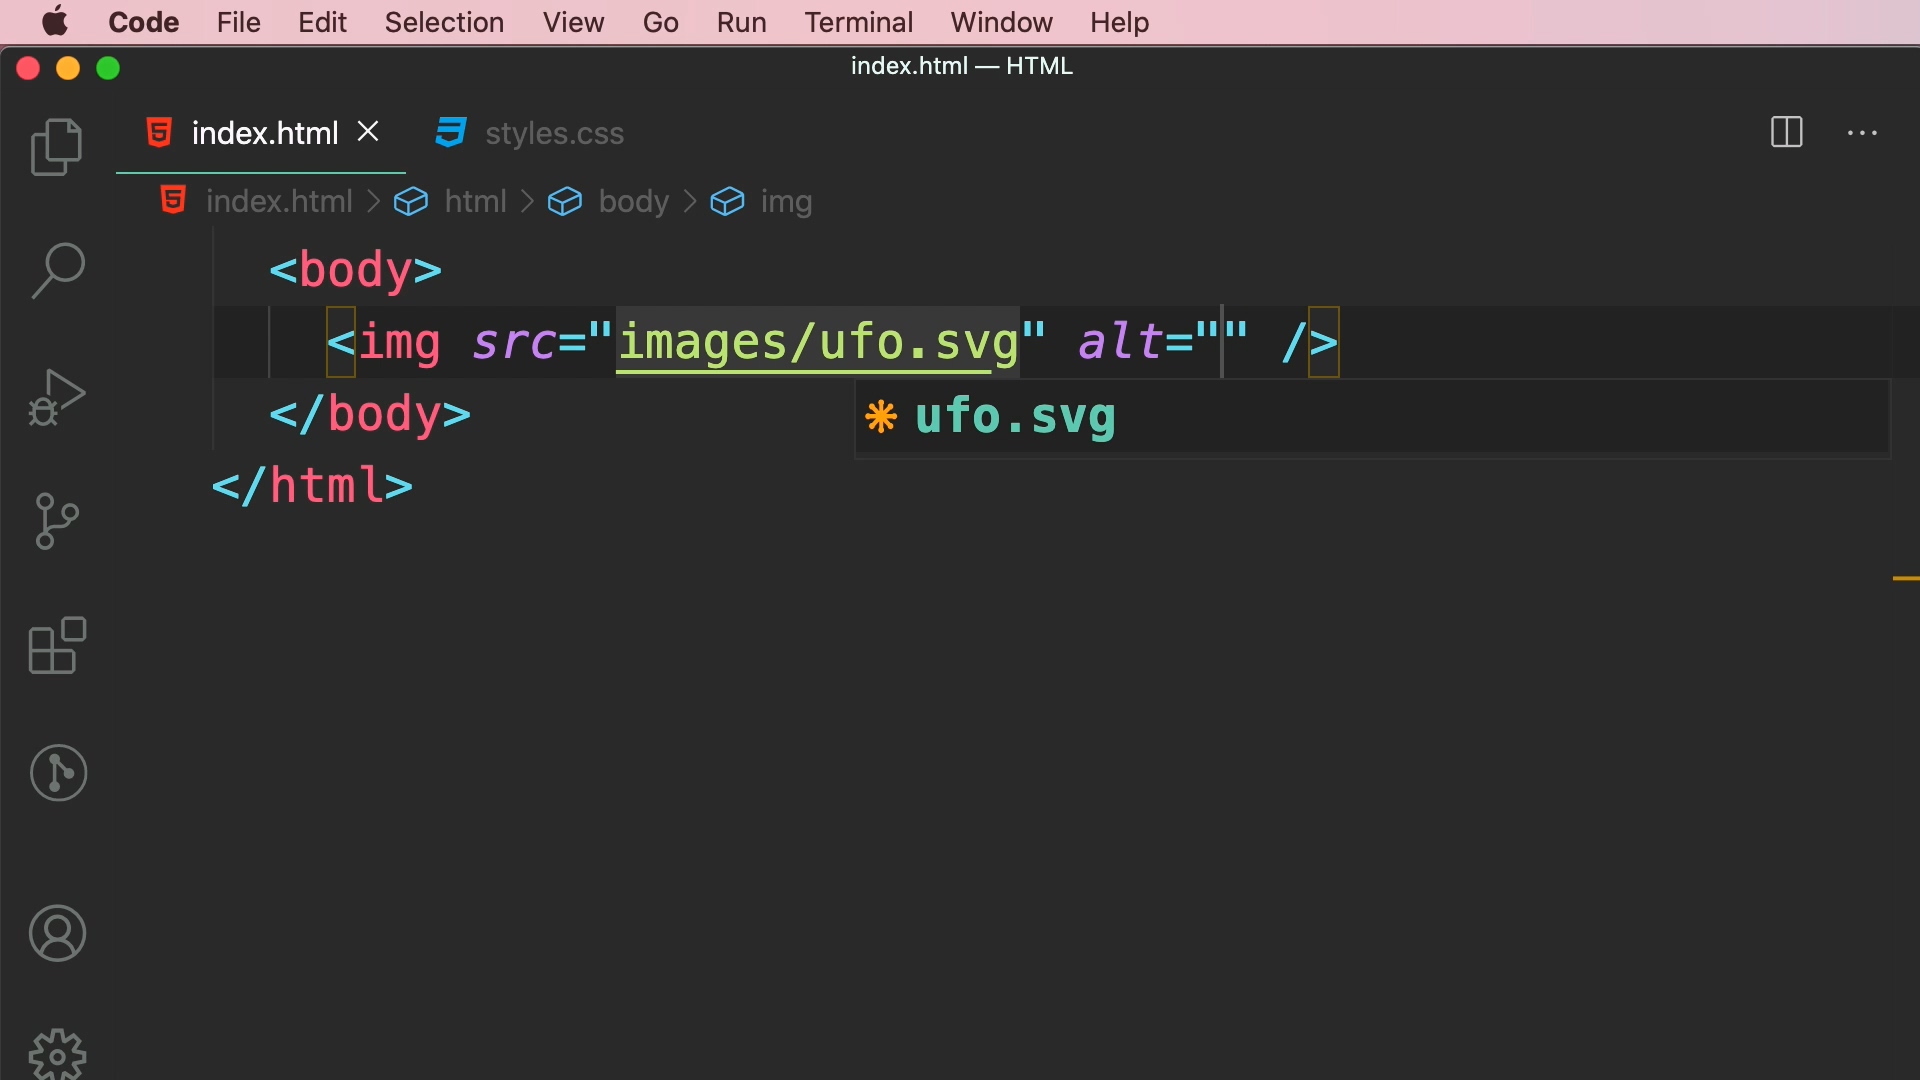 Code File Edit Selection View Go Run Terminal Window Help
index.html — HTML
index.html styles.css
index.html > html > body > img
<body>
<img src="images/ufo.svg" alt="" />
ufo.svg
</body>
</html>